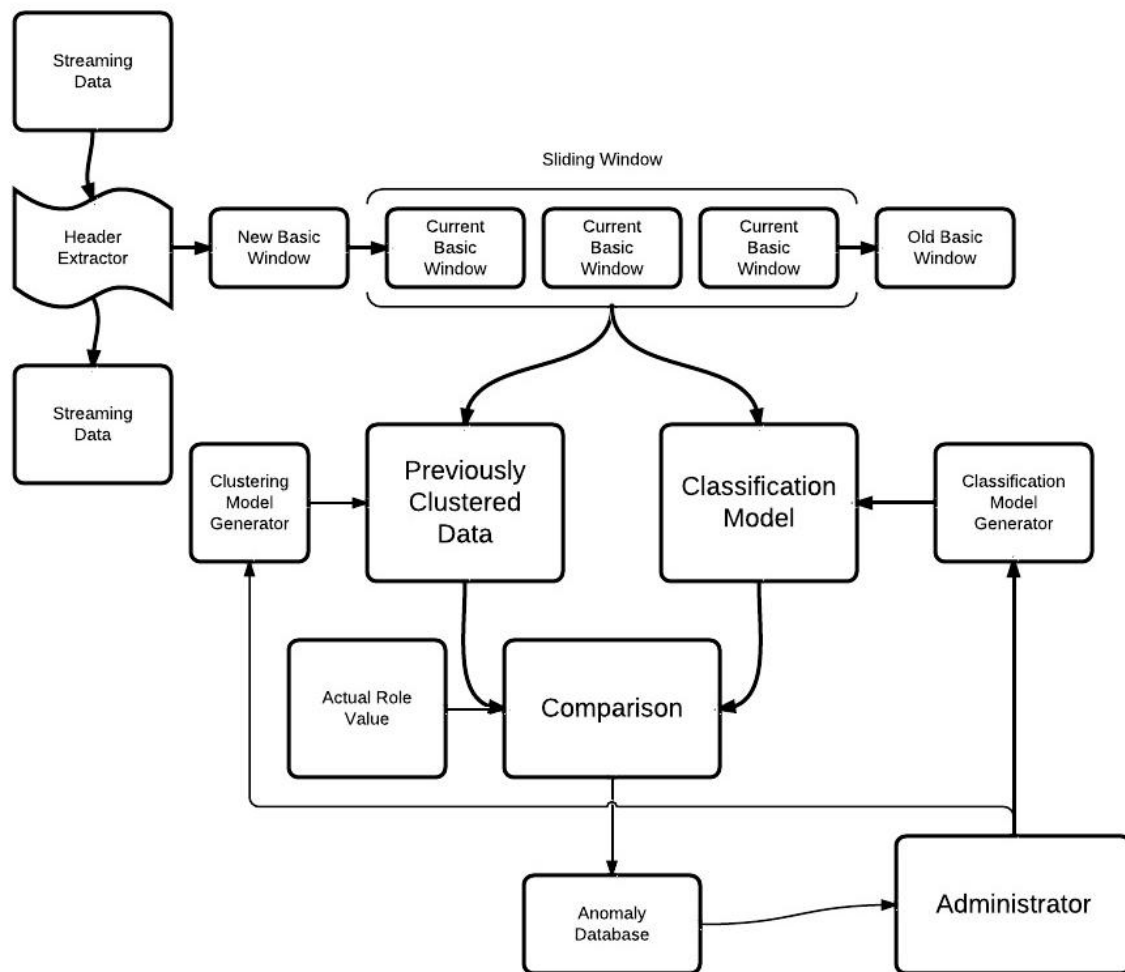 Streaming
Data
Sliding Window
Header
Extractor
New Basic
Window
Current
Basic
Window
Current
Basic
Window
Current
Basic
Window
Old Basic
Window
Streaming
Data
Clustering
Model
Generator
Previously
Clustered
Data
Classification
Model
Classification
Model
Generator
Actual Role
Value
Comparison
Anomaly
Database
Administrator